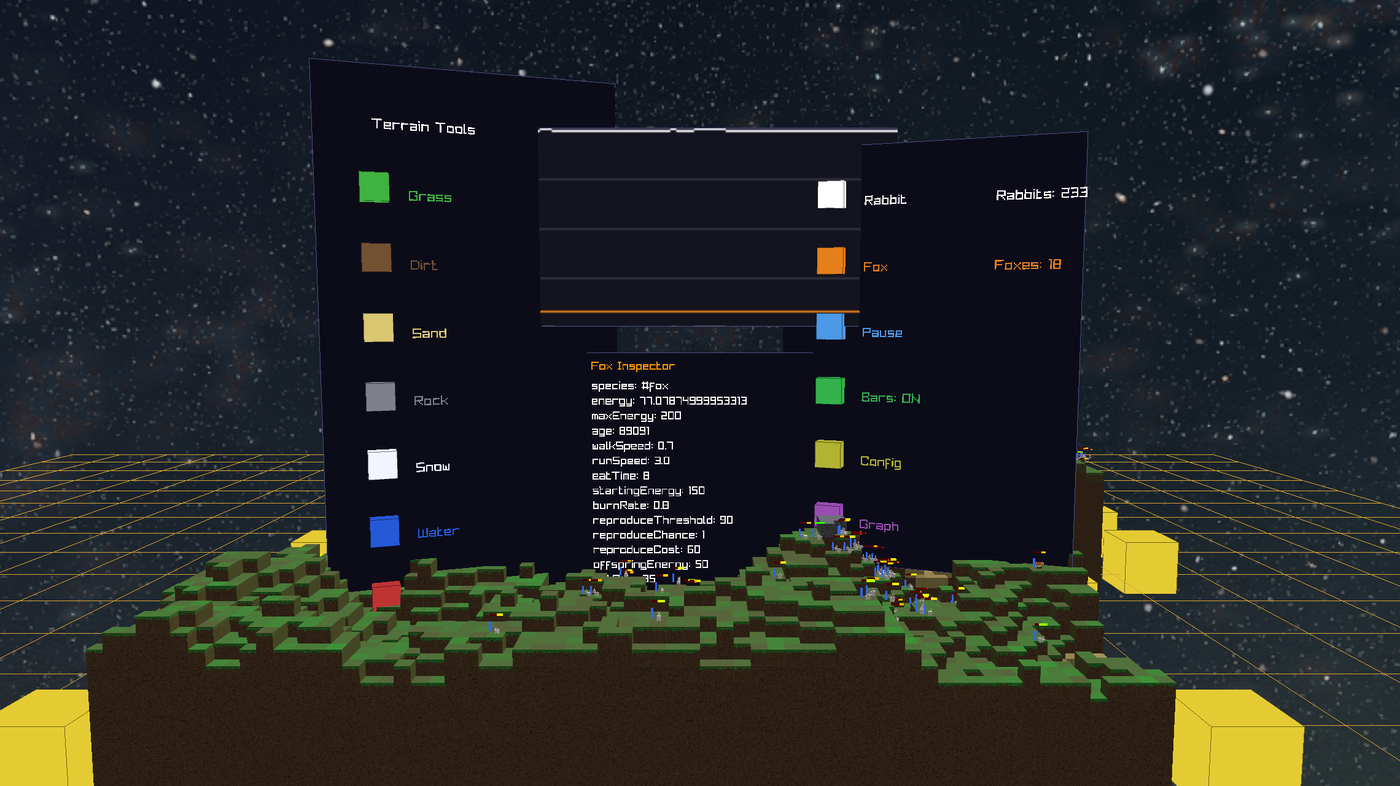 Terrain Tools
Grass
Dirt
Sand
Rock
Snow
Water
Fox Inspector
species: #fox
energy: 77.07874999953313
maxEnergy: 200
age: 89091
walkSpeed: 0.7
runSpeed: 3.0
eatTime: 8
startingEnergy: 150
burnRate: 0.8
reproduceThreshold: 90
reproduceChance: 1
reproduceCost: 60
offspringEnergy: 50
Rabbit
Rabbits: 233
Fox
Foxes: 18
Pause
Bars: ON
Config
Graph